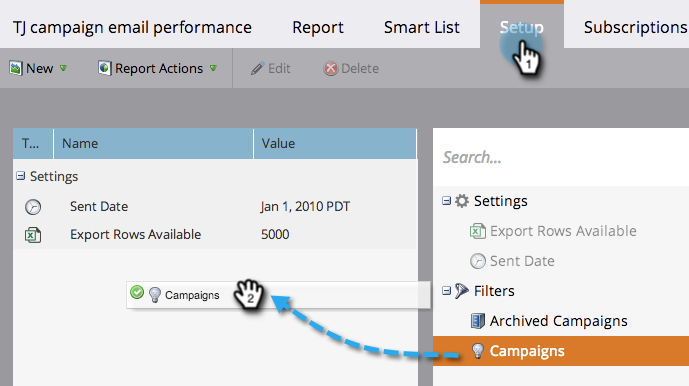 TJ campaign email performance Report Smart List Setup Subscriptions
1
New Report Actions Edit Delete
T... Name Value
Settings
Sent Date Jan 1, 2010 PDT
Export Rows Available 5000
Campaigns 2
Search...
Settings
Export Rows Available
Sent Date
Filters
Archived Campaigns
Campaigns